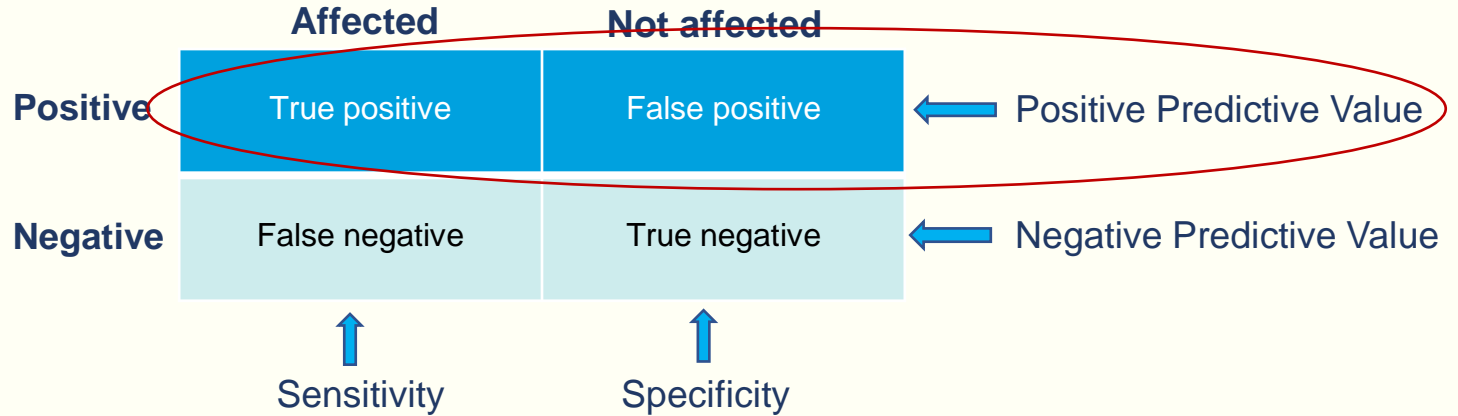 Affected Not affected
Positive True positive False positive Positive Predictive Value
Negative False negative True negative Negative Predictive Value
Sensitivity Specificity